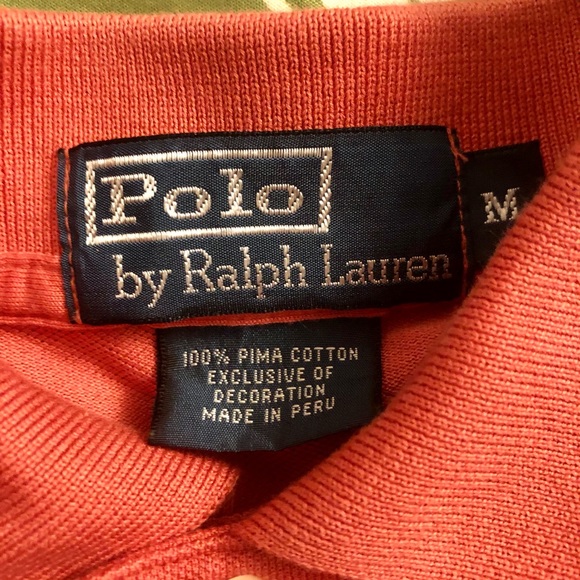 Polo
by Ralph Lauren
M
100% PIMA COTTON
EXCLUSIVE OF
DECORATION
MADE IN PERU